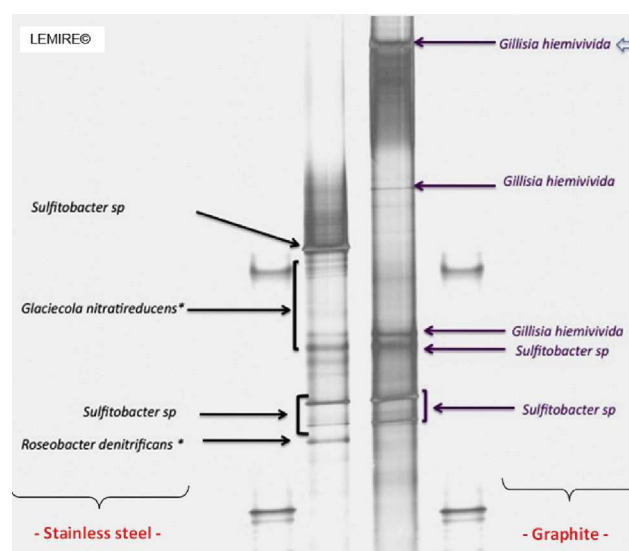 LEMIRE©
Gillisia hiemivivida
Gillisia hiemivivida
Sulfitobacter sp
Glaciecola nitratireducens*
Gillisia hiemivivida
Sulfitobacter sp
Sulfitobacter sp
Sulfitobacter sp
Roseobacter denitrificans *
- Stainless steel -
- Graphite -